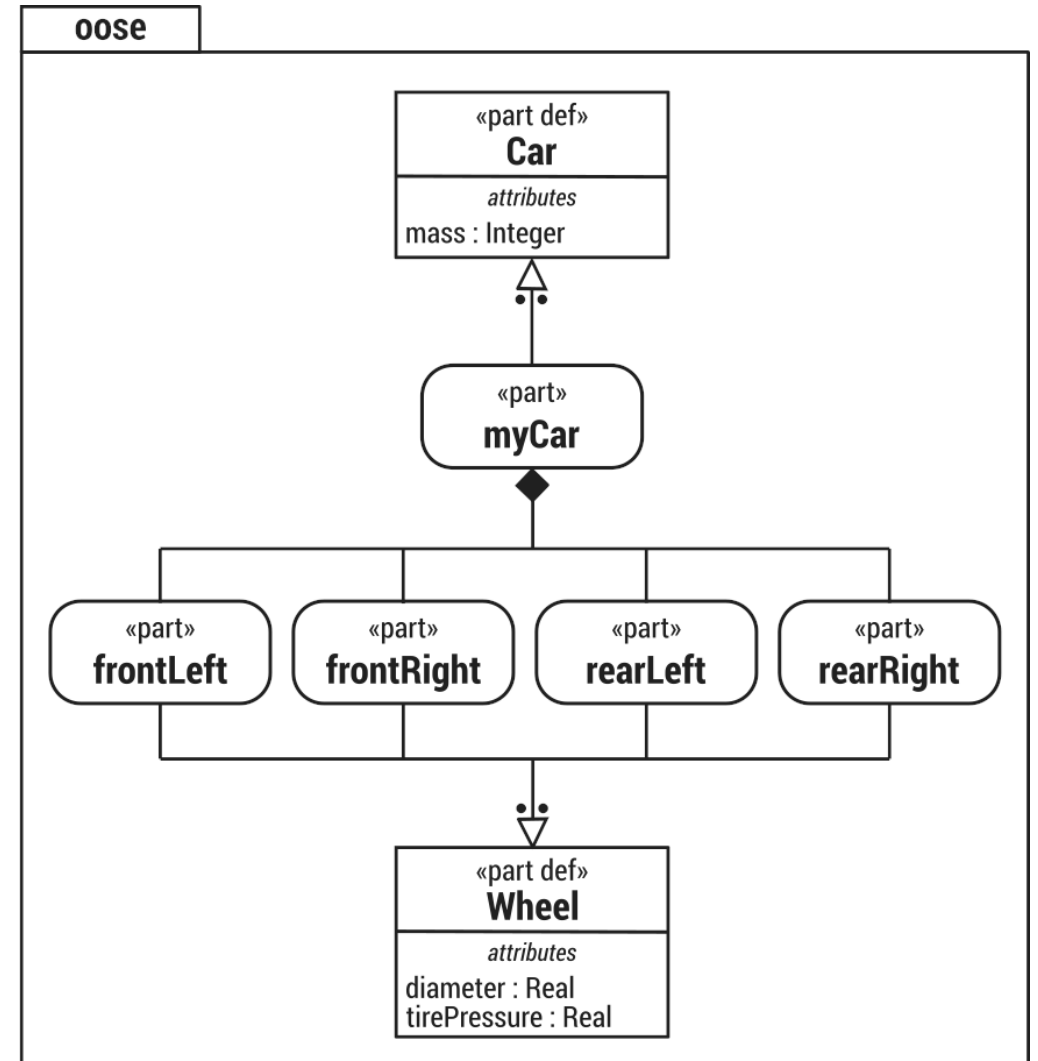 oose
«part def»
Car
attributes
mass : Integer
«part»
myCar
«part»
frontLeft
«part»
frontRight
«part»
rearLeft
«part»
rearRight
«part def»
Wheel
attributes
diameter : Real
tirePressure : Real